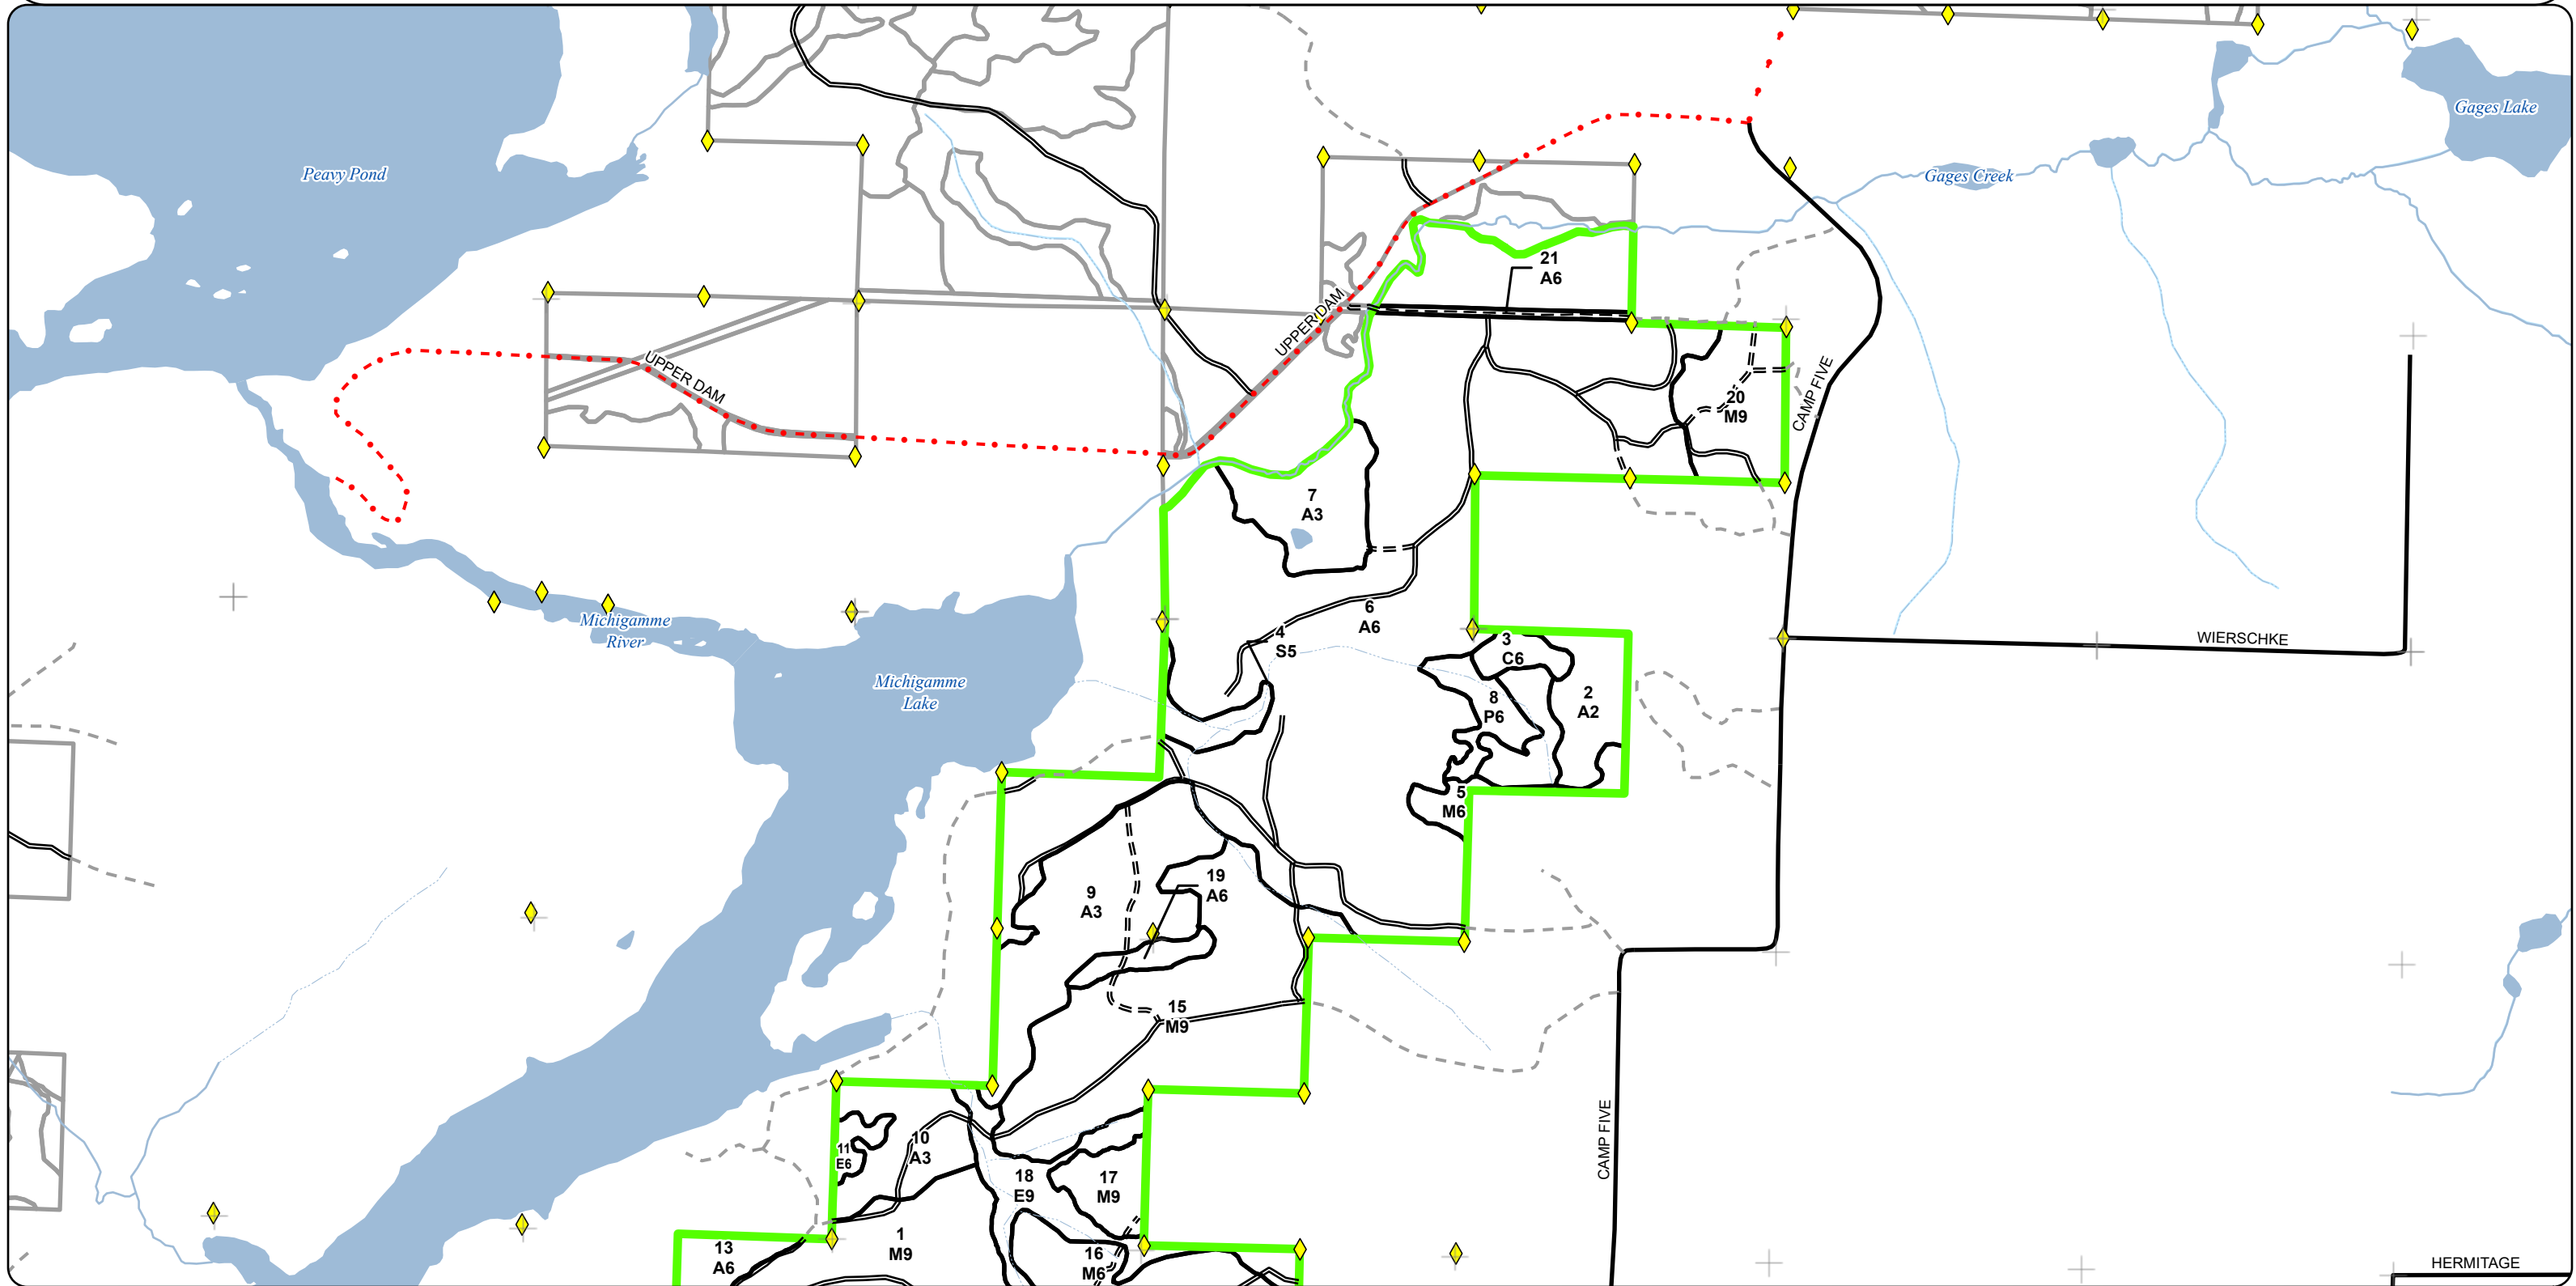 Gages Lake
Peavy Pond
Gages Creek
21
A6
UPPER DAM
UPPER DAM
CAMP FIVE
20
M9
7
A3
6
A6
Michigamme
River
4
S5
3
C6
WIERSCHKE
Michigamme
Lake
8
P6
2
A2
5
M6
19
A6
9
A3
15
M9
CAMP FIVE
10
A3
11
E6
18
E9
17
M9
1
M9
13
A6
16
M6
HERMITAGE